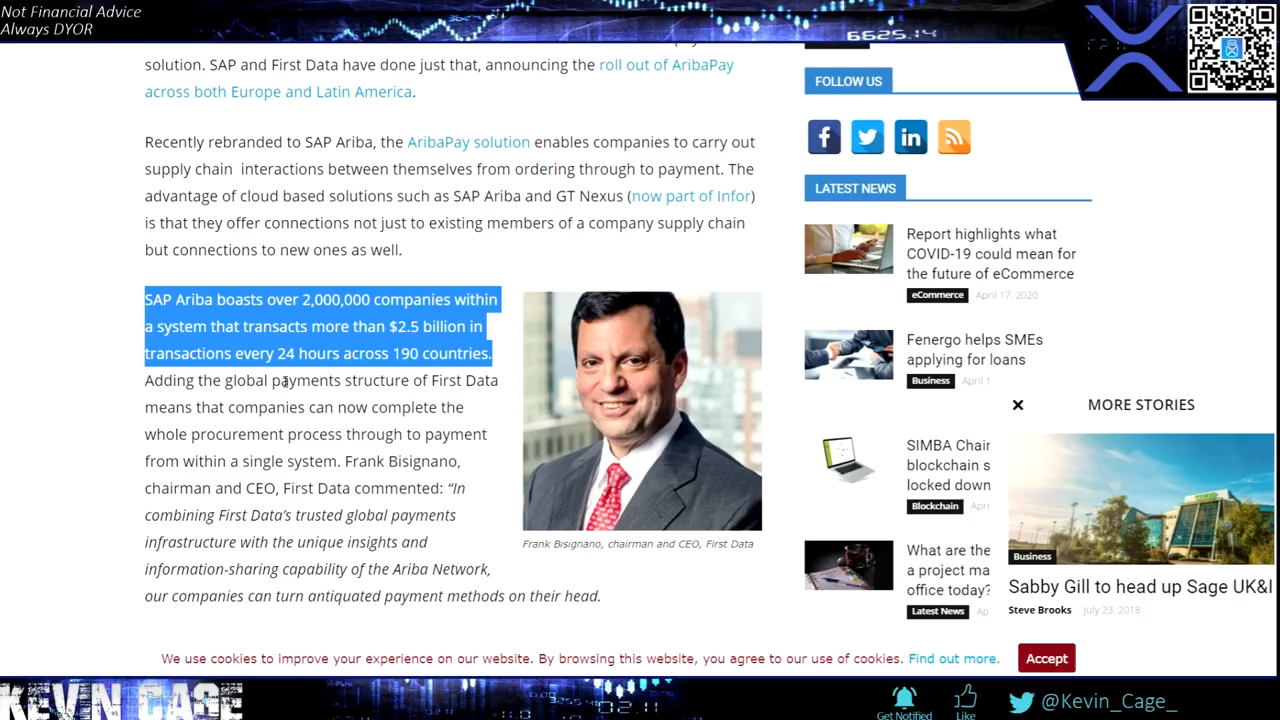 Not Financial Advice
Always DYOR
6625.14
solution. SAP and First Data have done just that, announcing the roll out of AribaPay
across both Europe and Latin America.
Recently rebranded to SAP Ariba, the AribaPay solution enables companies to carry out
supply chain interactions between themselves from ordering through to payment. The
advantage of cloud based solutions such as SAP Ariba and GT Nexus (now part of Infor)
is that they offer connections not just to existing members of a company supply chain
but connections to new ones as well.
SAP Ariba boasts over 2,000,000 companies within
a system that transacts more than $2.5 billion in
transactions every 24 hours across 190 countries.
Adding the global payments structure of First Data
means that companies can now complete the
whole procurement process through to payment
from within a single system. Frank Bisignano,
chairman and CEO, First Data commented: “In
combining First Data’s trusted global payments
infrastructure with the unique insights and
information-sharing capability of the Ariba Network,
our companies can turn antiquated payment methods on their head.
Frank Bisignano, chairman and CEO, First Data
FOLLOW US
LATEST NEWS
Report highlights what
COVID-19 could mean for
the future of eCommerce
eCommerce April 17, 2020
Fenergo helps SMEs
applying for loans
Business April 1
SIMBA Chair
blockchain s
locked down
Blockchain Apri
What are the
a project ma
office today?
Latest News Ap
MORE STORIES
Business
Sabby Gill to head up Sage UK&I
Steve Brooks July 23, 2018
We use cookies to improve your experience on our website. By browsing this website, you agree to our use of cookies. Find out more.
Accept
KEVIN CAGE
Get Notified
Like
@Kevin_Cage_